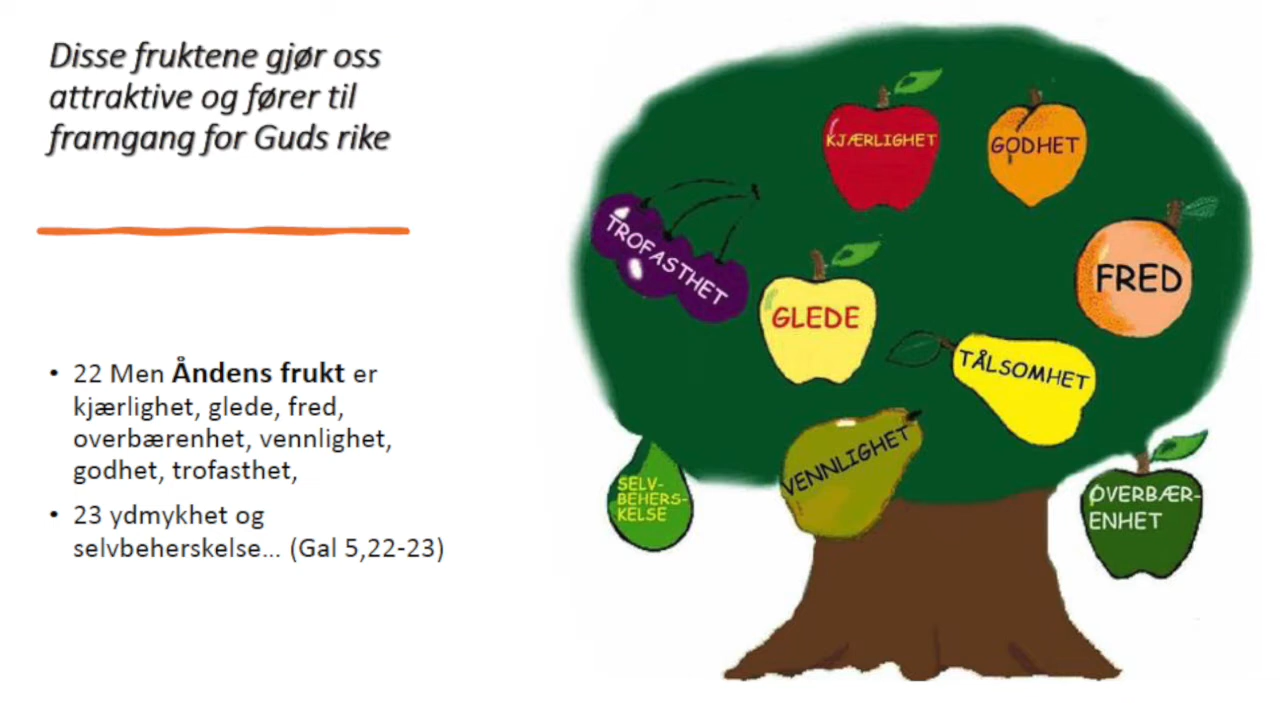 Disse fruktene gjør oss
attraktive og fører til
framgang for Guds rike
• 22 Men Åndens frukt er
kjærlighet, glede, fred,
overbærenhet, vennlighet,
godhet, trofasthet,
• 23 ydmykhet og
selvbeherskelse... (Gal 5,22-23)
KJÆRLIGHET
GODHET
TROFASTHET
FRED
GLEDE
TÅLSOMHET
VENNLIGHET
SELV-
BEHERS-
KELSE
OVERBÆR-
ENHET